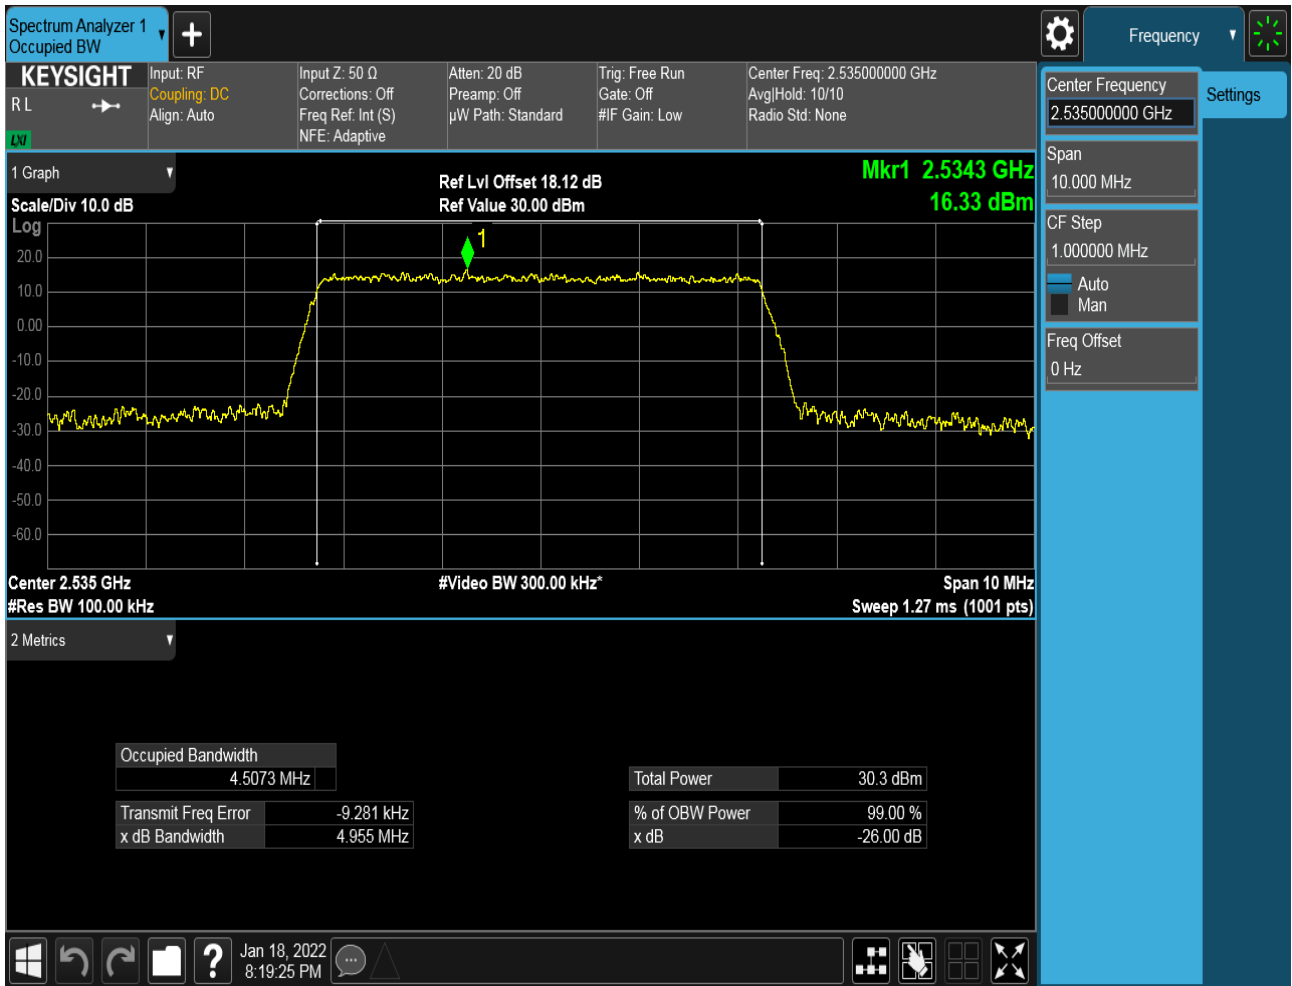 Spectrum Analyzer 1
Occupied BW
Frequency
KEYSIGHT
R L
LXI
Input: RF
Coupling: DC
Align: Auto
Input Z: 50 Ω
Corrections: Off
Freq Ref: Int (S)
NFE: Adaptive
Atten: 20 dB
Preamp: Off
µW Path: Standard
Trig: Free Run
Gate: Off
#IF Gain: Low
Center Freq: 2.535000000 GHz
Avg|Hold: 10/10
Radio Std: None
Center Frequency
2.535000000 GHz
Settings
Span
10.000 MHz
CF Step
1.000000 MHz
Auto
Man
Freq Offset
0 Hz
1 Graph
Scale/Div 10.0 dB
Ref Lvl Offset 18.12 dB
Ref Value 30.00 dBm
Mkr1 2.5343 GHz
16.33 dBm
Log
1
20.0
10.0
0.00
-10.0
-20.0
-30.0
-40.0
-50.0
-60.0
Center 2.535 GHz
#Video BW 300.00 kHz*
Span 10 MHz
#Res BW 100.00 kHz
Sweep 1.27 ms (1001 pts)
2 Metrics
Occupied Bandwidth
4.5073 MHz
Transmit Freq Error -9.281 kHz
x dB Bandwidth 4.955 MHz
Total Power 30.3 dBm
% of OBW Power 99.00 %
x dB -26.00 dB
?
Jan 18, 2022
8:19:25 PM